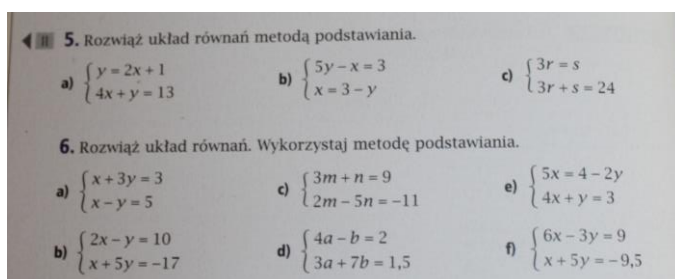 5. Rozwiąż układ równań metodą podstawiania.
a) { y = 2x + 1
4x + y = 13
b) { 5y – x = 3
x = 3 – y
c) { 3r = s
3r + s = 24
6. Rozwiąż układ równań. Wykorzystaj metodę podstawiania.
a) { x + 3y = 3
x – y = 5
c) { 3m + n = 9
2m – 5n = –11
e) { 5x = 4 – 2y
4x + y = 3
b) { 2x – y = 10
x + 5y = –17
d) { 4a – b = 2
3a + 7b = 1,5
f) { 6x – 3y = 9
x + 5y = –9,5